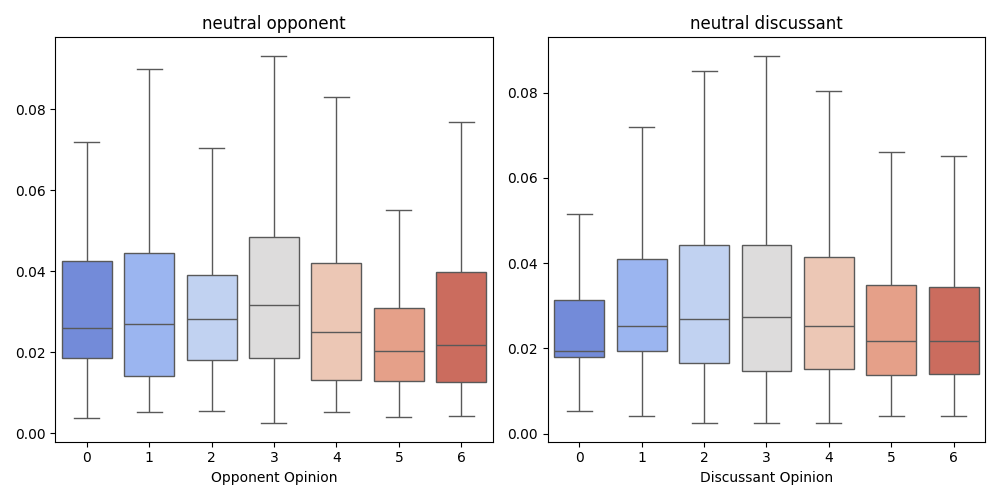 neutral opponent
0.08
0.06
0.04
0.02
0.00
0 1 2 3 4 5 6
Opponent Opinion
neutral discussant
0.08
0.06
0.04
0.02
0.00
0 1 2 3 4 5 6
Discussant Opinion